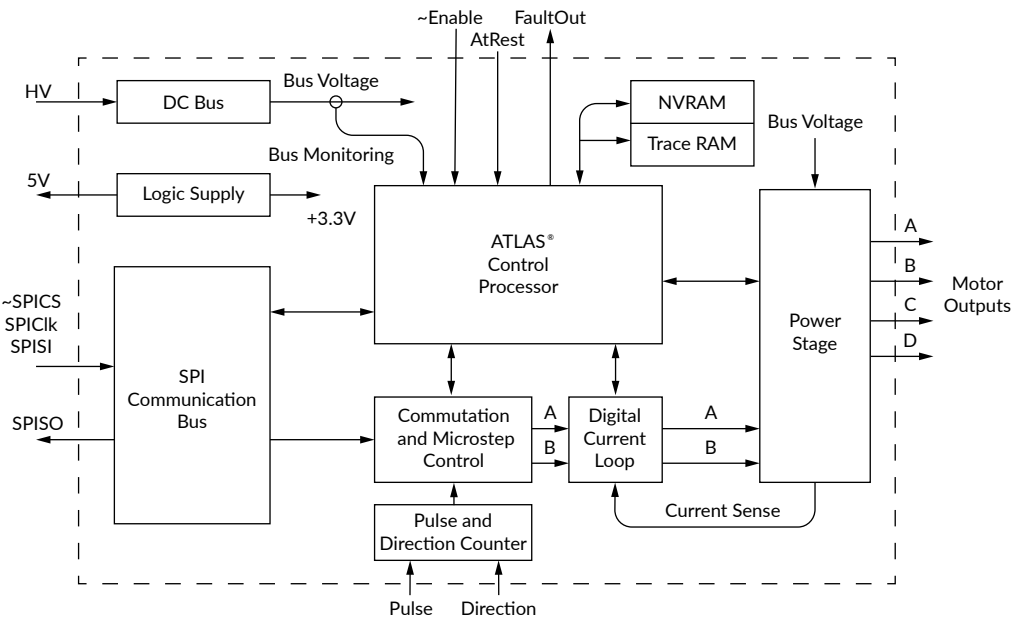 ~Enable
FaultOut
AtRest
HV
DC Bus
Bus Voltage
NVRAM
Trace RAM
Bus Voltage
Bus Monitoring
5V
Logic Supply
+3.3V
ATLAS®
Control
Processor
A
B
C
D
Motor
Outputs
Power
Stage
~SPICS
SPIClk
SPISI
SPISO
SPI
Communication
Bus
Commutation
and Microstep
Control
A
B
Digital
Current
Loop
A
B
Current Sense
Pulse and
Direction Counter
Pulse
Direction